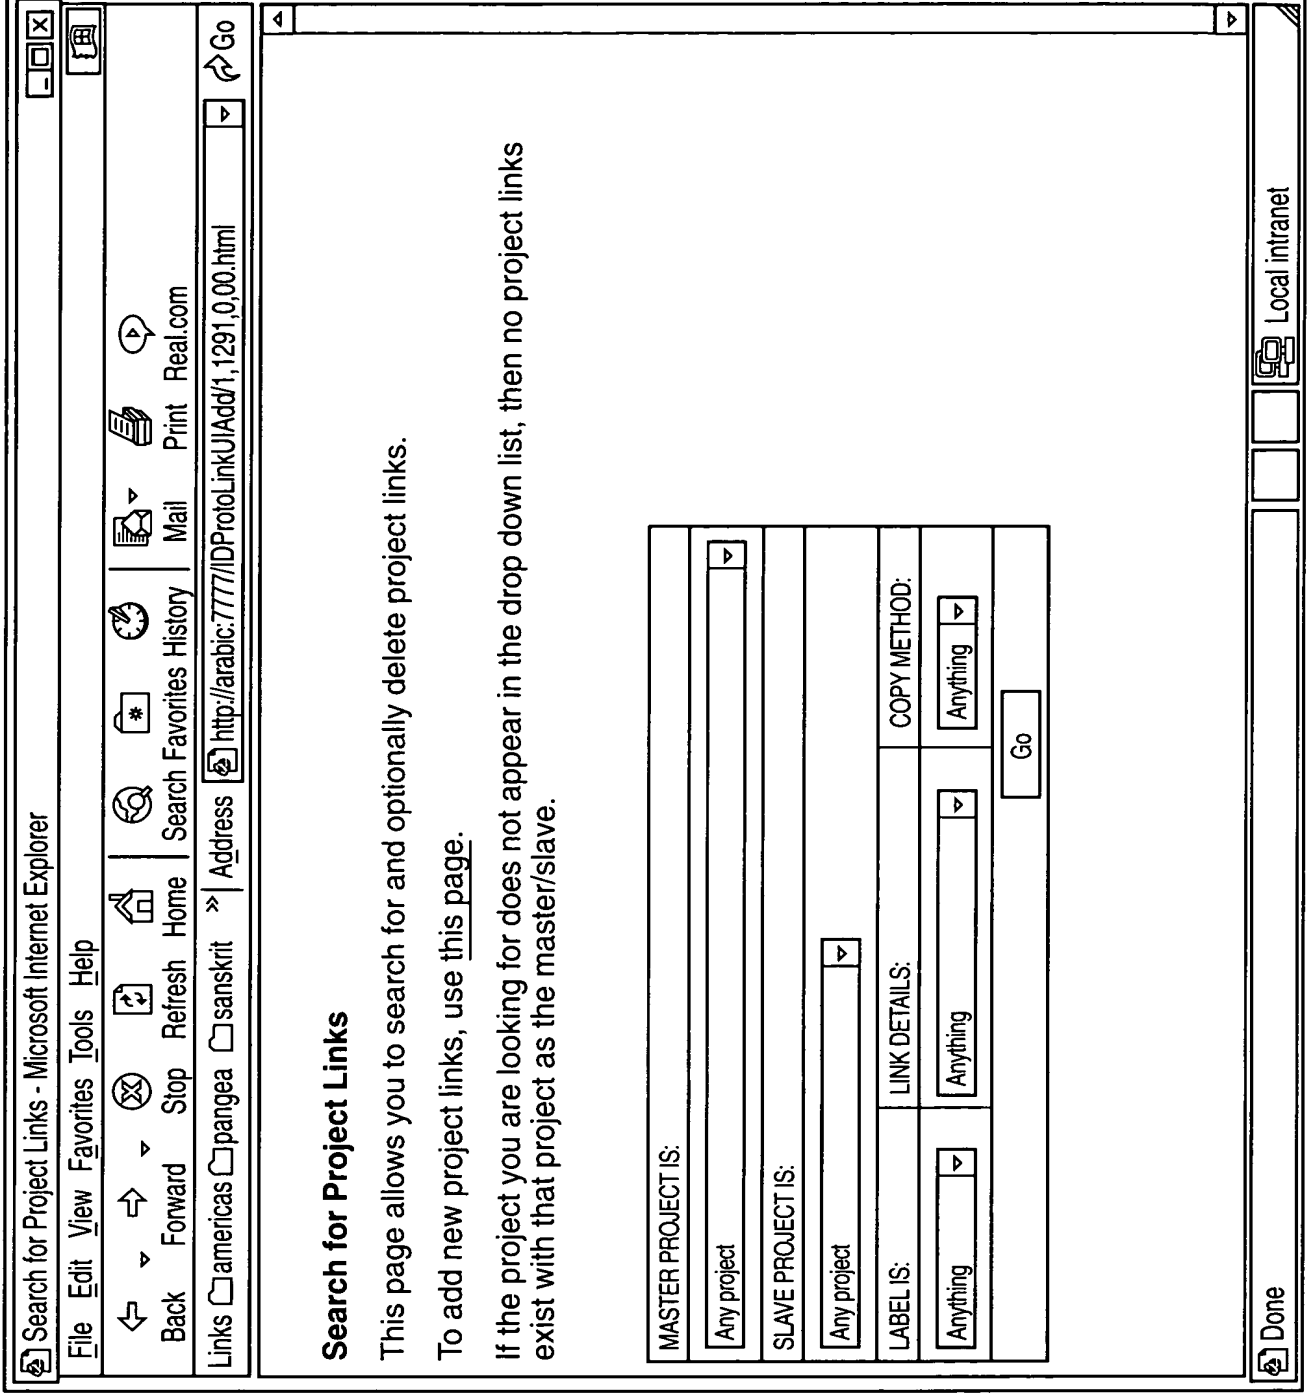 Search for Project Links - Microsoft Internet Explorer
File Edit View Favorites Tools Help
Back Forward Stop Refresh Home Search Favorites History Mail Print Real.com
Links americas pangea sanskrit » Address http://arabic:7777/IDProtoLinkUIAdd/1,1291,0,00.html Go
Search for Project Links
This page allows you to search for and optionally delete project links.
To add new project links, use this page.
If the project you are looking for does not appear in the drop down list, then no project links
exist with that project as the master/slave.
MASTER PROJECT IS:
Any project
SLAVE PROJECT IS:
Any project
LABEL IS: LINK DETAILS: COPY METHOD:
Anything Anything Anything
Go
Done Local intranet